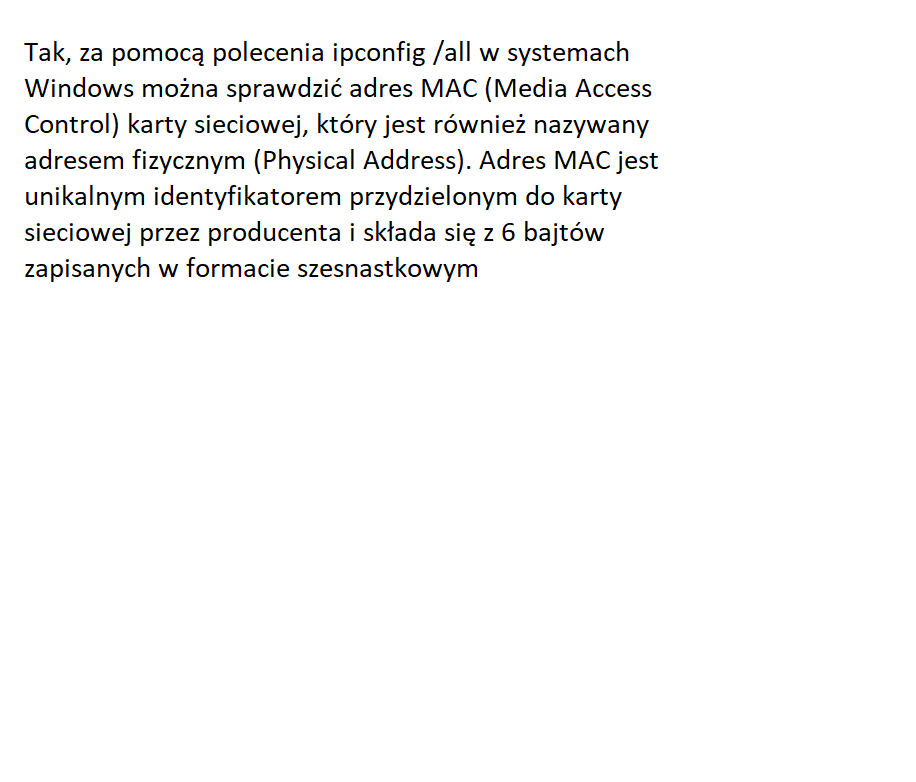 Tak, za pomocą polecenia ipconfig /all w systemach
Windows można sprawdzić adres MAC (Media Access
Control) karty sieciowej, który jest również nazywany
adresem fizycznym (Physical Address). Adres MAC jest
unikalnym identyfikatorem przydzielonym do karty
sieciowej przez producenta i składa się z 6 bajtów
zapisanych w formacie szesnastkowym